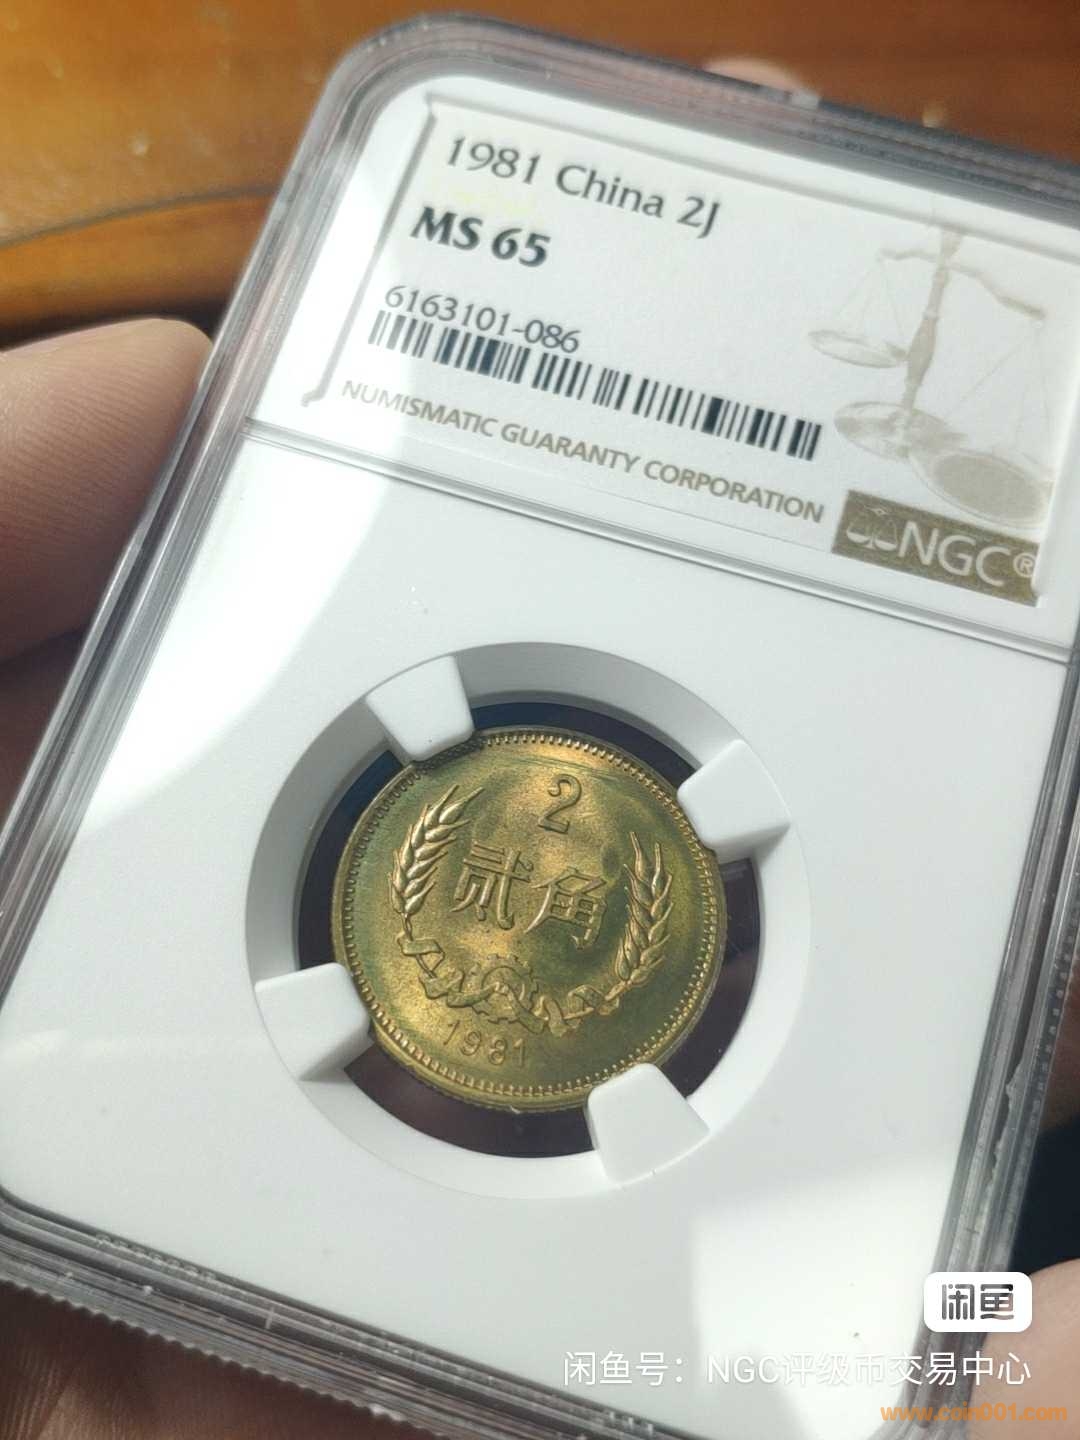 1981 China 2J
MS 65
6163101-086
NUMISMATIC GUARANTY CORPORATION
NGC®
2
贰角
1981
闲鱼
闲鱼号：NGC评级币交易中心
www.coin001.com